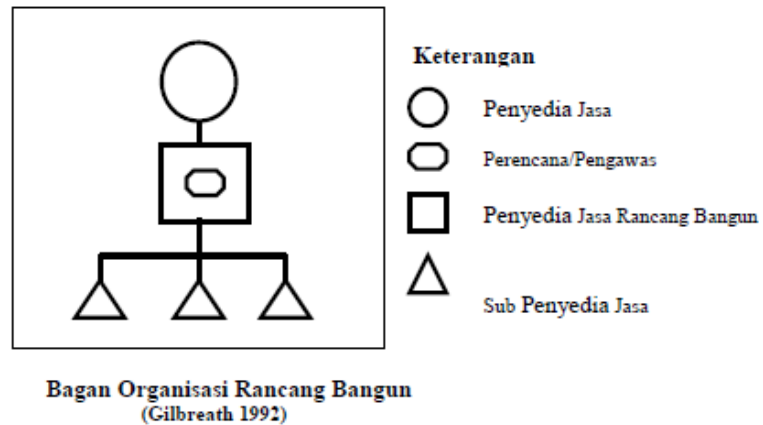 Keterangan
Penyedia Jasa
Perencana/Pengawas
Penyedia Jasa Rancang Bangun
Sub Penyedia Jasa
Bagan Organisasi Rancang Bangun
(Gilbreath 1992)